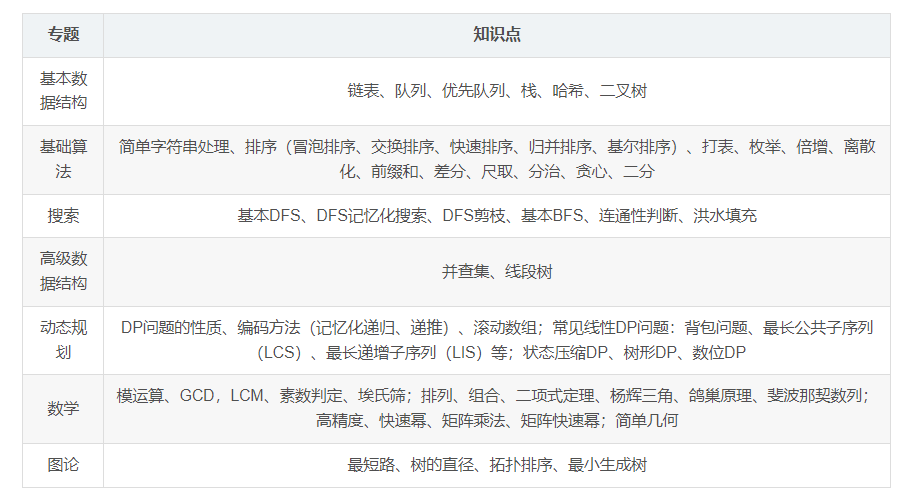 专题
知识点
基本数
据结构
链表、队列、优先队列、栈、哈希、二叉树
基础算
法
简单字符串处理、排序（冒泡排序、交换排序、快速排序、归并排序、基尔排序）、打表、枚举、倍增、离散
化、前缀和、差分、尺取、分治、贪心、二分
搜索
基本DFS、DFS记忆化搜索、DFS剪枝、基本BFS、连通性判断、洪水填充
高级数
据结构
并查集、线段树
动态规
划
DP问题的性质、编码方法（记忆化递归、递推）、滚动数组；常见线性DP问题：背包问题、最长公共子序列
（LCS）、最长递增子序列（LIS）等；状态压缩DP、树形DP、数位DP
数学
模运算、GCD，LCM、素数判定、埃氏筛；排列、组合、二项式定理、杨辉三角、鸽巢原理、斐波那契数列；
高精度、快速幂、矩阵乘法、矩阵快速幂；简单几何
图论
最短路、树的直径、拓扑排序、最小生成树